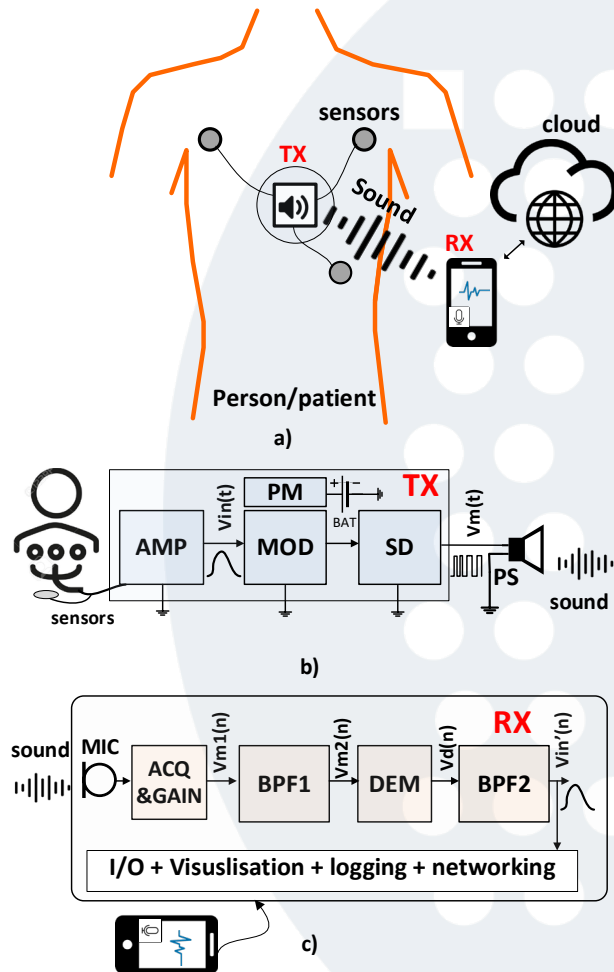 sensors
cloud
TX
Sound
RX
Person/patient
a)
TX
Vin(t)
PM
+ -
BAT
Vm(t)
AMP
MOD
SD
PS
sensors
sound
b)
RX
sound
MIC
ACQ
&GAIN
Vm1(n)
BPF1
Vm2(n)
DEM
Vd(n)
BPF2
Vin'(n)
I/O + Visuslisation + logging + networking
c)